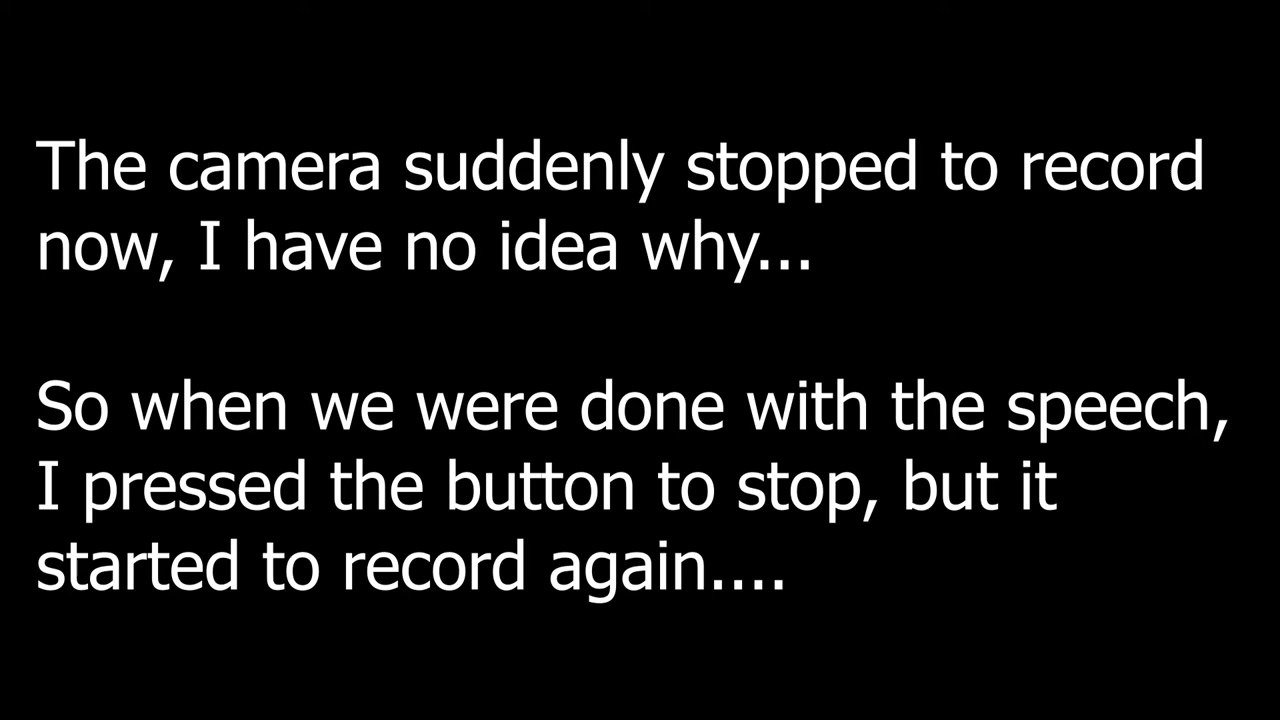 The camera suddenly stopped to record
now, I have no idea why...
So when we were done with the speech,
I pressed the button to stop, but it
started to record again....